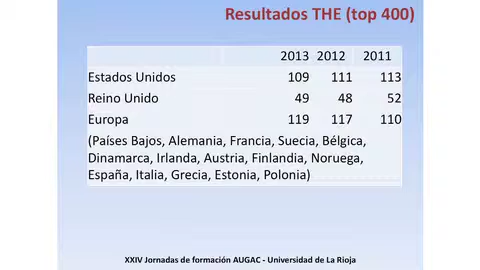 Resultados THE (top 400)
2013 2012 2011
Estados Unidos 109 111 113
Reino Unido 49 48 52
Europa 119 117 110
(Países Bajos, Alemania, Francia, Suecia, Bélgica,
Dinamarca, Irlanda, Austria, Finlandia, Noruega,
España, Italia, Grecia, Estonia, Polonia)
XXIV Jornadas de formación AUGAC - Universidad de La Rioja